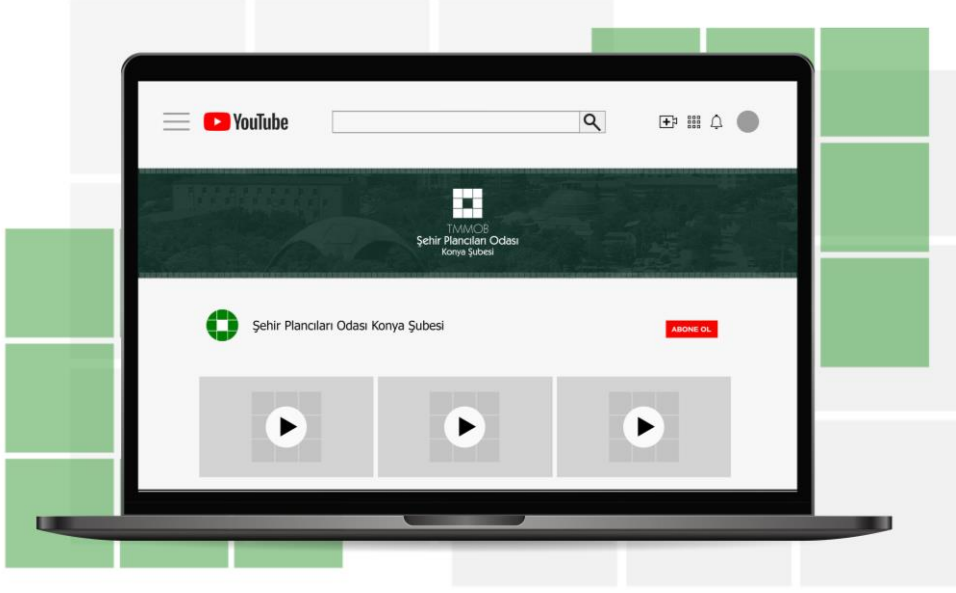 YouTube
TMMOB
Şehir Plancıları Odası
Konya Şubesi
Şehir Plancıları Odası Konya Şubesi
ABONE OL